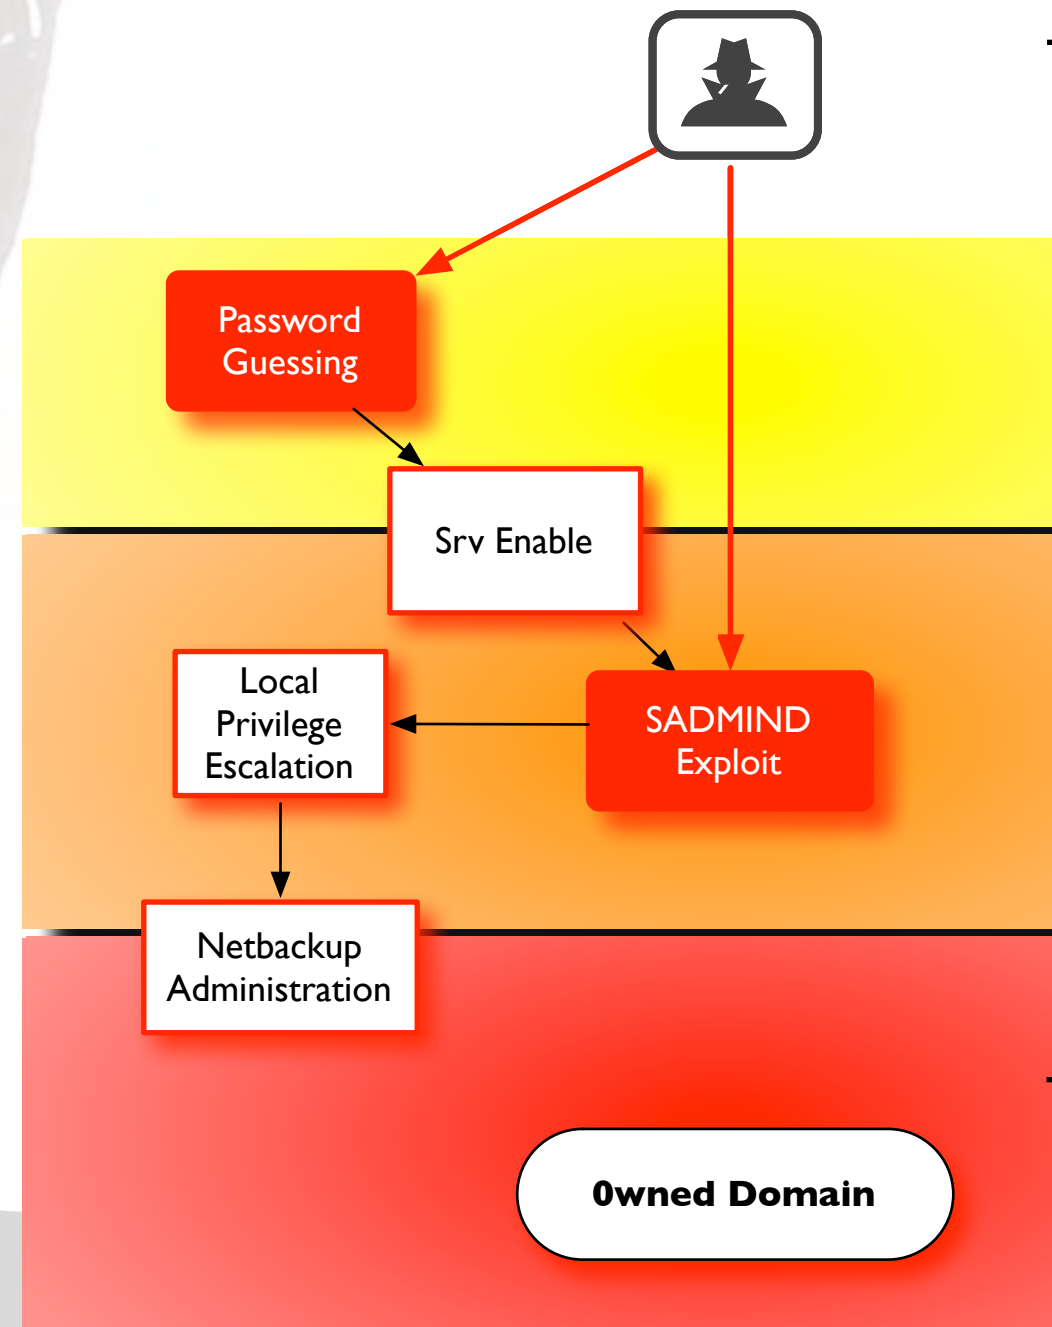 Password
Guessing
Srv Enable
Local
Privilege
Escalation
SADMIND
Exploit
Netbackup
Administration
0wned Domain